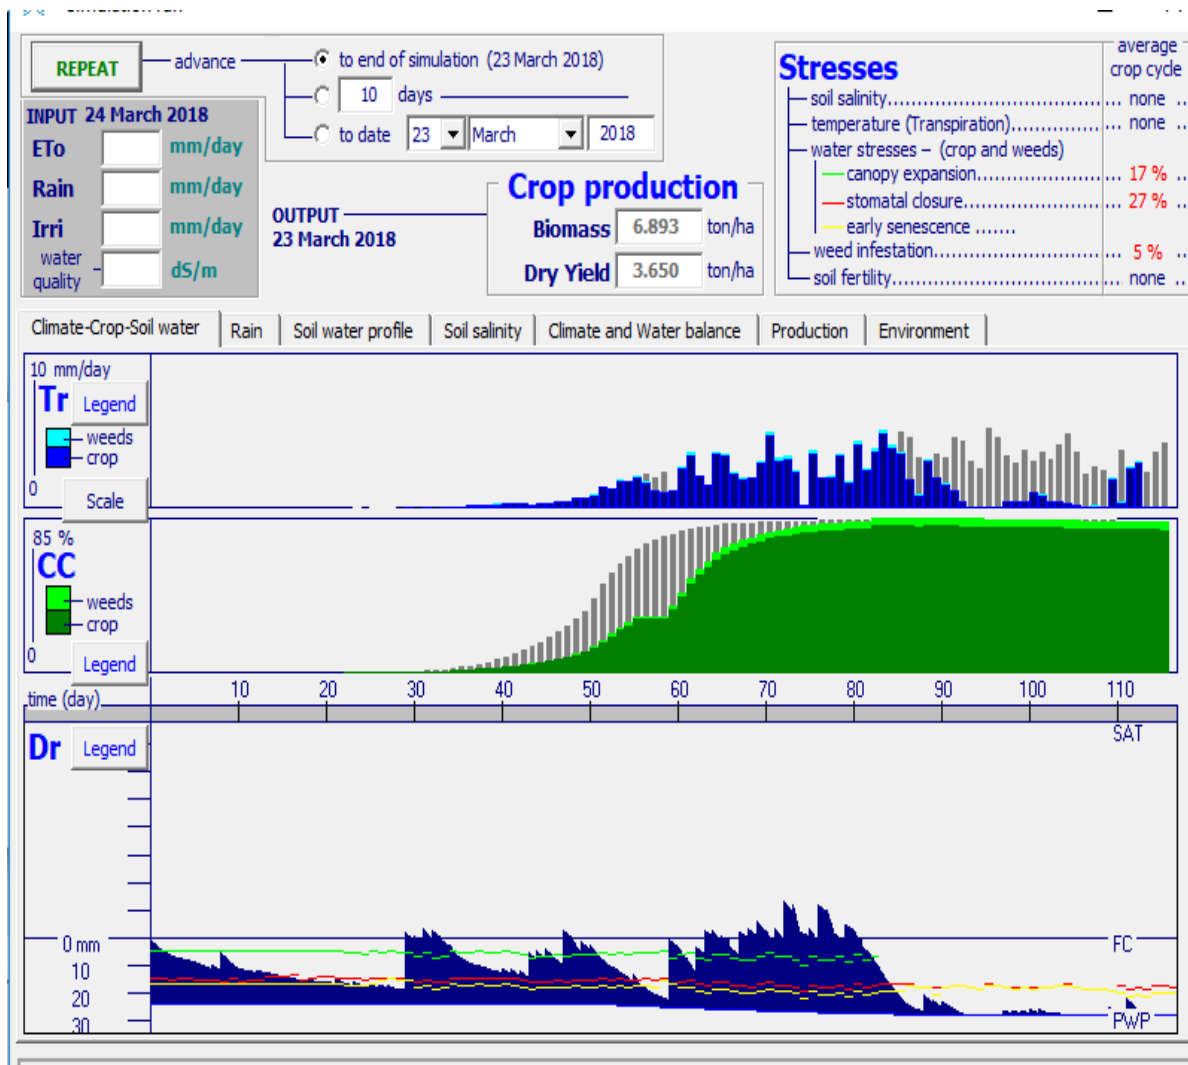 Simulation run
REPEAT
advance
to end of simulation (23 March 2018)
10 days
to date 23 March 2018
INPUT 24 March 2018
ETo mm/day
Rain mm/day
Irri mm/day
water quality dS/m
OUTPUT
23 March 2018
Crop production
Biomass 6.893 ton/ha
Dry Yield 3.650 ton/ha
Stresses
average
crop cycle
soil salinity.......................................... none ..
temperature (Transpiration).................. none ..
water stresses - (crop and weeds)
canopy expansion........................ 17 % ..
stomatal closure.......................... 27 % ..
early senescence .......
weed infestation................................ 5 % ..
soil fertility.......................................... none ..
Climate-Crop-Soil water Rain Soil water profile Soil salinity Climate and Water balance Production Environment
10 mm/day
Tr Legend
weeds
crop
0
Scale
85 %
CC
weeds
crop
0
Legend
10 20 30 40 50 60 70 80 90 100 110
time (day)
Dr Legend
SAT
0 mm
FC
10
20
30
PWP